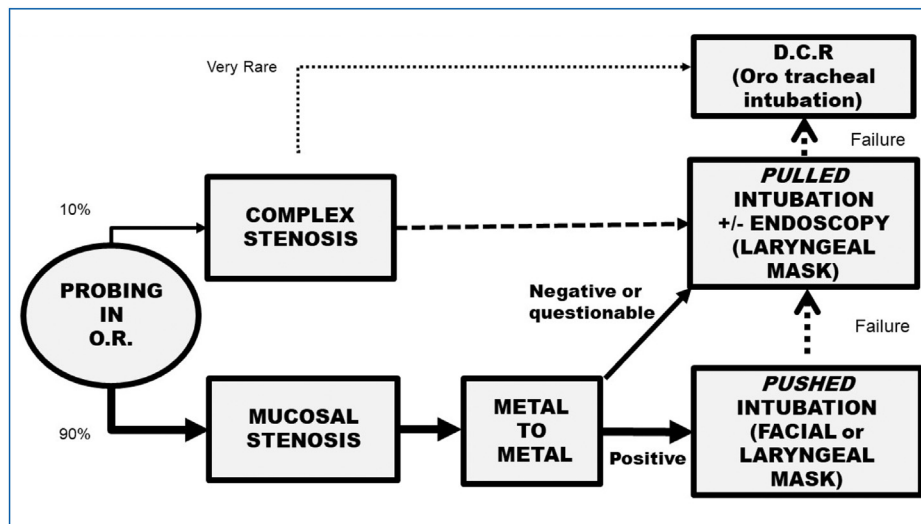 Very Rare
D.C.R
(Oro tracheal
intubation)
Failure
10%
COMPLEX
STENOSIS
PULLED
INTUBATION
+/- ENDOSCOPY
(LARYNGEAL
MASK)
PROBING
IN
O.R.
Negative or
questionable
Failure
90%
MUCOSAL
STENOSIS
METAL
TO
METAL
Positive
PUSHED
INTUBATION
(FACIAL or
LARYNGEAL
MASK)